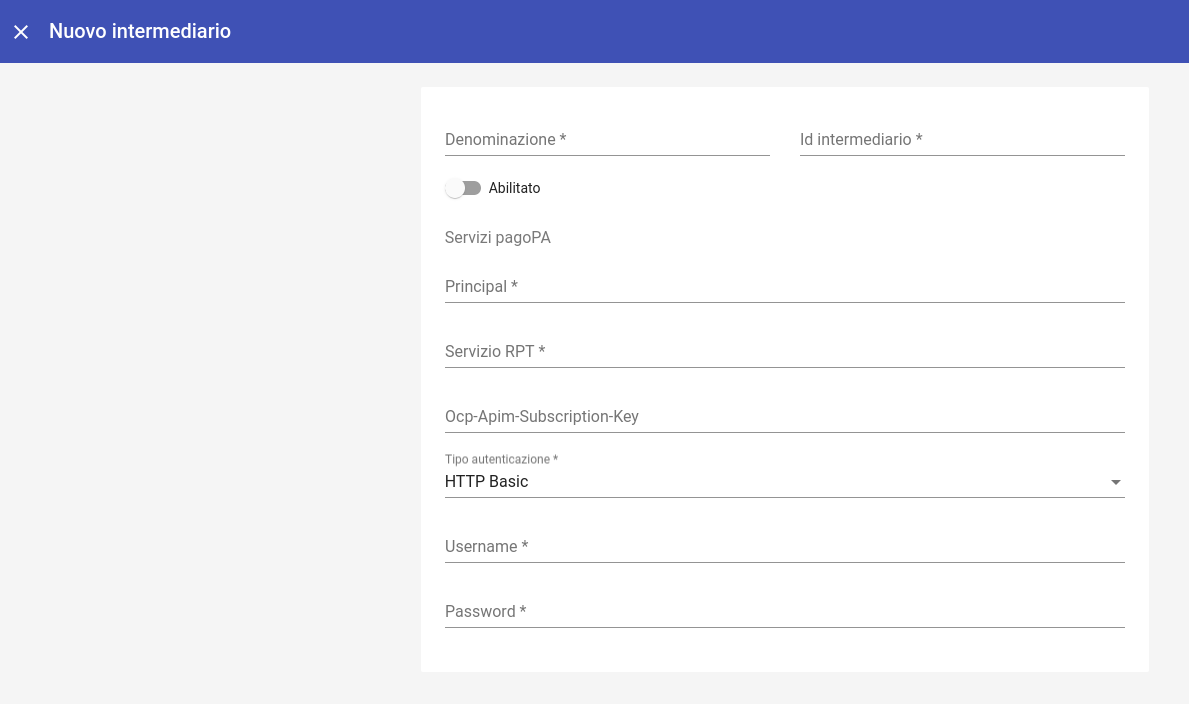 Nuovo intermediario
Denominazione * Id intermediario *
Abilitato
Servizi pagoPA
Principal *
Servizio RPT *
Ocp-Apim-Subscription-Key
Tipo autenticazione *
HTTP Basic
Username *
Password *